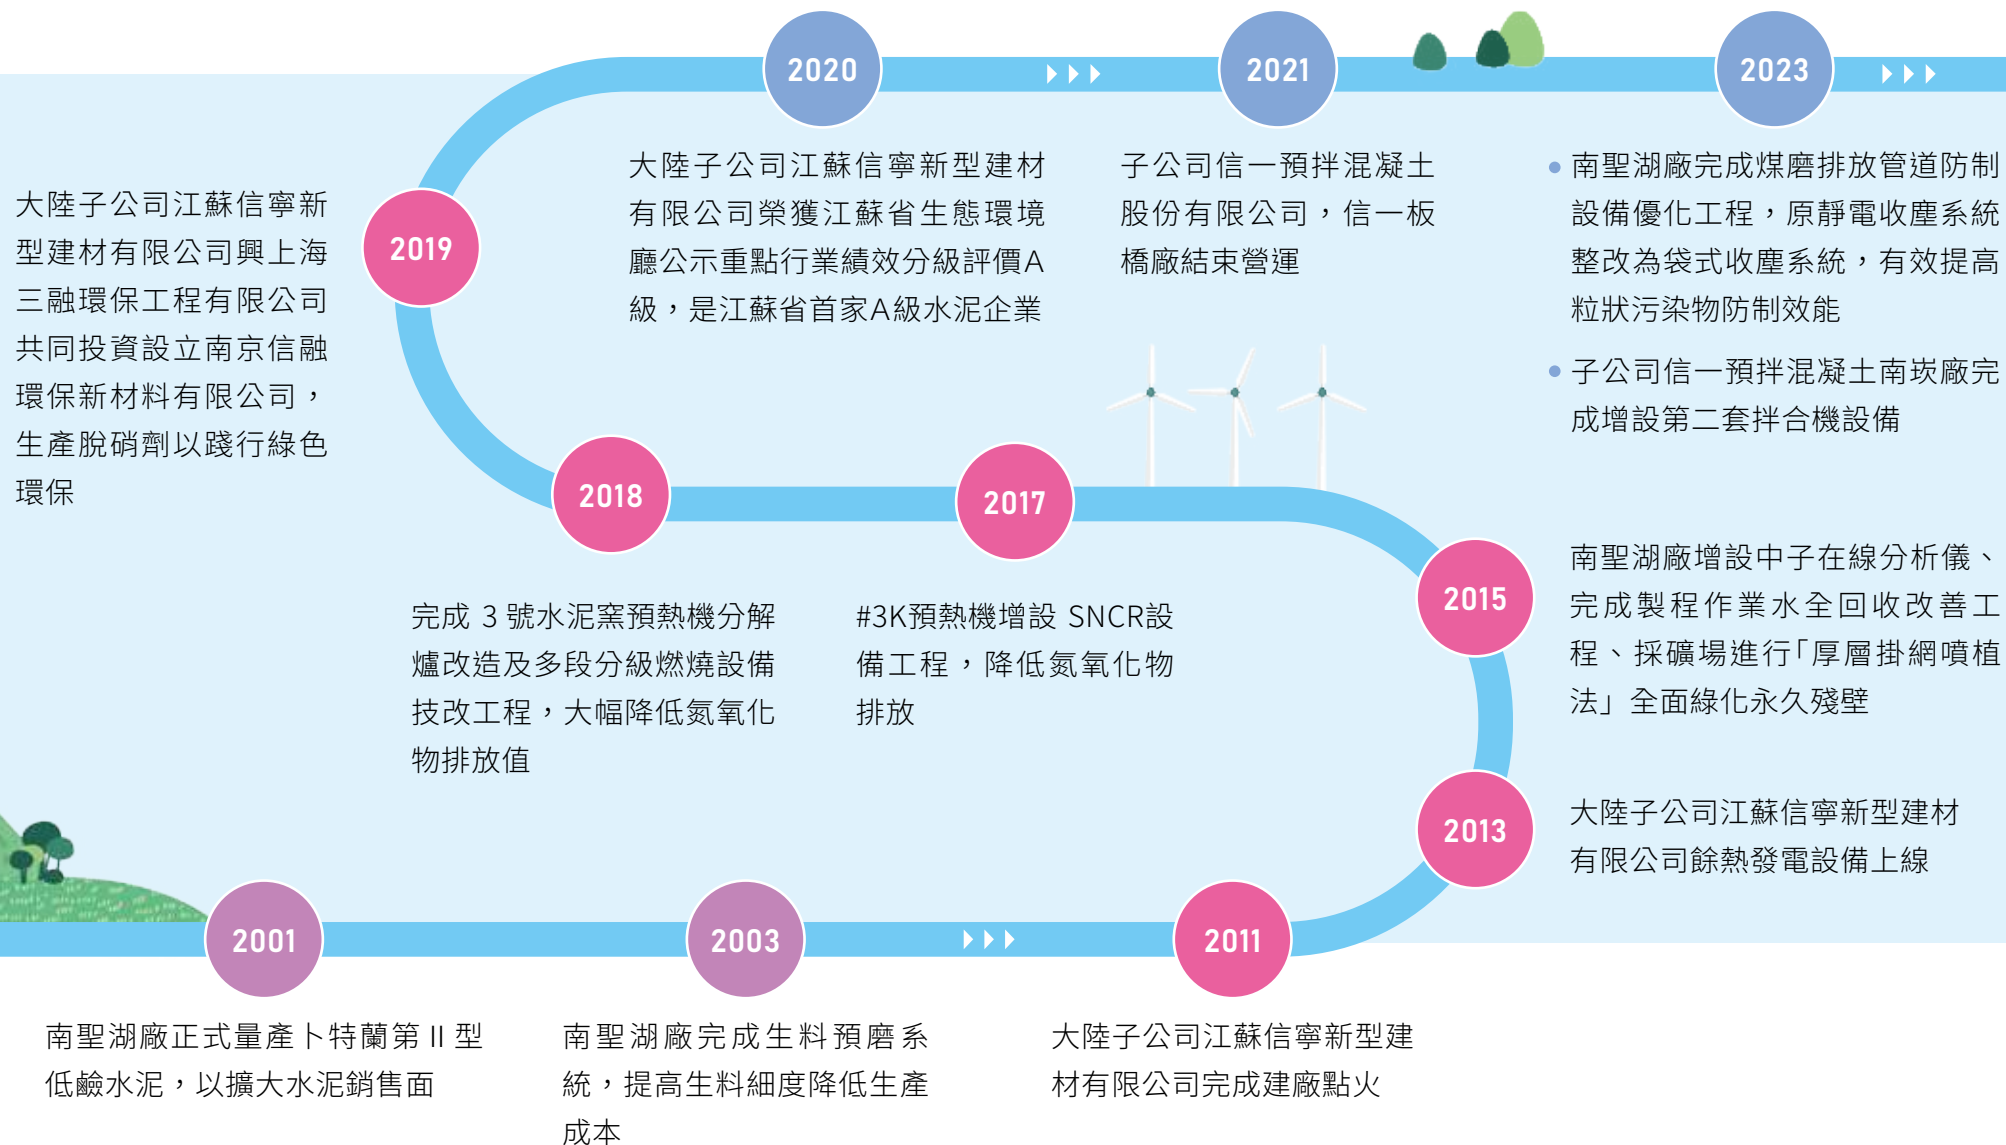 2020
大陸子公司江蘇信寧新型建材
有限公司榮獲江蘇省生態環境
廳公示重點行業績效分級評價A
級，是江蘇省首家A級水泥企業
2021
子公司信一預拌混凝土
股份有限公司，信一板
橋廠結束營運
2023
南聖湖廠完成煤磨排放管道防制
設備優化工程，原靜電收塵系統
整改為袋式收塵系統，有效提高
粒狀污染物防制效能
子公司信一預拌混凝土南崁廠完
成增設第二套拌合機設備
2019
大陸子公司江蘇信寧新
型建材有限公司興上海
三融環保工程有限公司
共同投資設立南京信融
環保新材料有限公司，
生產脫硝劑以踐行綠色
環保
2018
完成 3 號水泥窯預熱機分解
爐改造及多段分級燃燒設備
技改工程，大幅降低氮氧化
物排放值
2017
#3K預熱機增設 SNCR設
備工程，降低氮氧化物
排放
2015
南聖湖廠增設中子在線分析儀、
完成製程作業水全回收改善工
程、採礦場進行「厚層掛網噴植
法」全面綠化永久殘壁
2013
大陸子公司江蘇信寧新型建材
有限公司餘熱發電設備上線
2001
南聖湖廠正式量產卜特蘭第 II 型
低鹼水泥，以擴大水泥銷售面
2003
南聖湖廠完成生料預磨系
統，提高生料細度降低生產
成本
2011
大陸子公司江蘇信寧新型建
材有限公司完成建廠點火